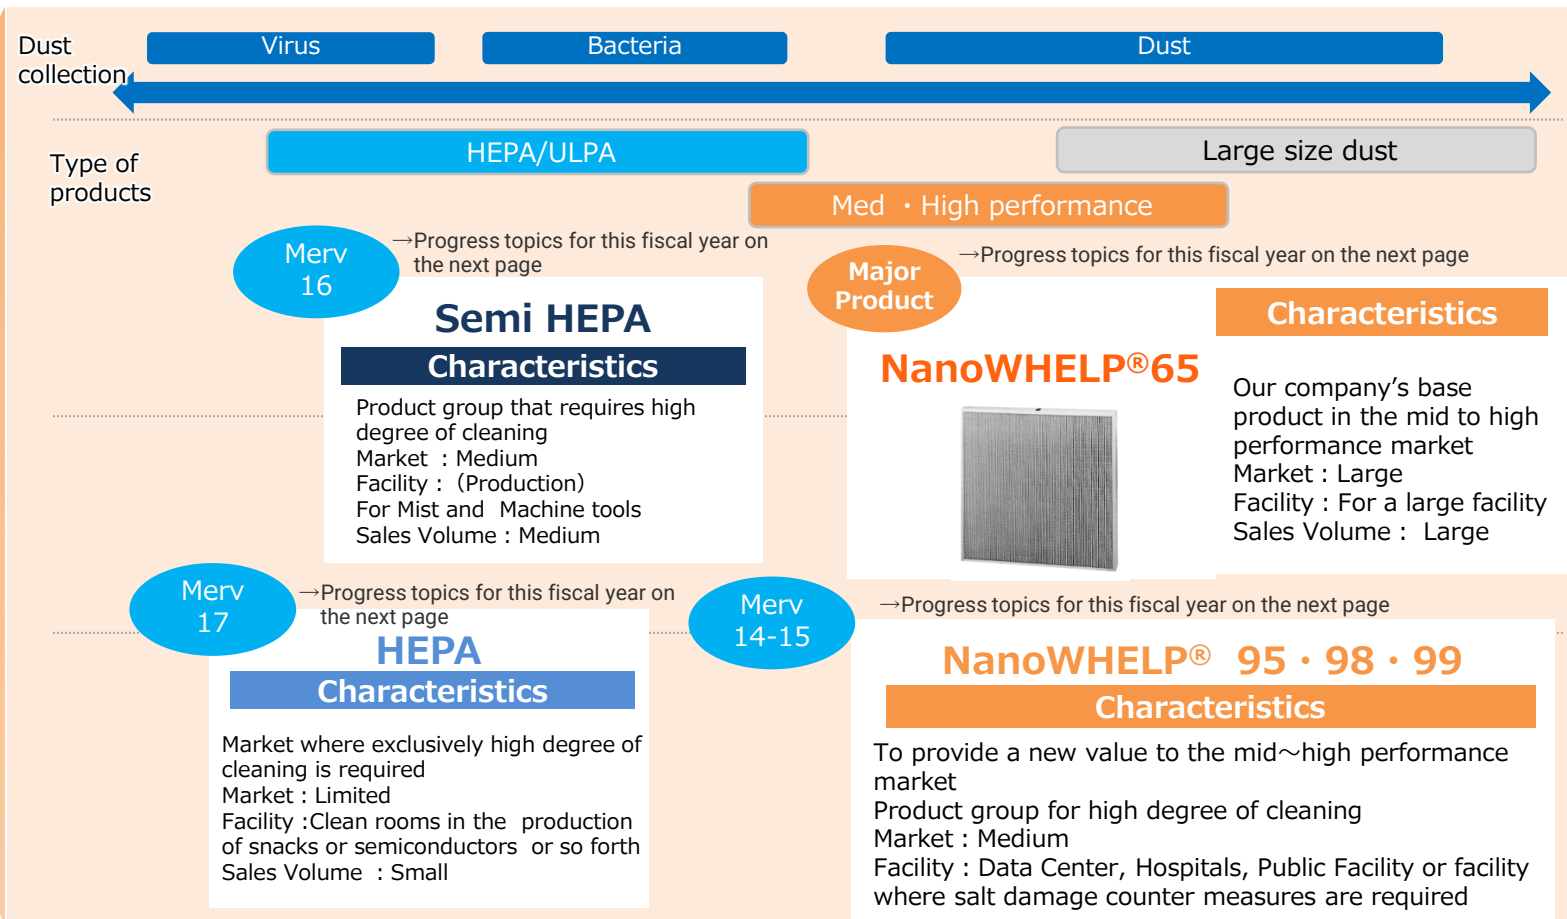 Dust
collection
Virus
Bacteria
Dust
Type of
products
HEPA/ULPA
Large size dust
Med ・High performance
Merv
16
→Progress topics for this fiscal year on
the next page
Semi HEPA
Characteristics
Product group that requires high
degree of cleaning
Market : Medium
Facility :（Production）
For Mist and Machine tools
Sales Volume : Medium
Major
Product
→Progress topics for this fiscal year on the next page
NanoWHELP®65
Characteristics
Our company’s base
product in the mid to high
performance market
Market : Large
Facility : For a large facility
Sales Volume : Large
Merv
17
→Progress topics for this fiscal year on
the next page
HEPA
Characteristics
Market where exclusively high degree of
cleaning is required
Market : Limited
Facility :Clean rooms in the production
of snacks or semiconductors or so forth
Sales Volume : Small
Merv
14-15
→Progress topics for this fiscal year on the next page
NanoWHELP® 95・98・99
Characteristics
To provide a new value to the mid～high performance
market
Product group for high degree of cleaning
Market : Medium
Facility : Data Center, Hospitals, Public Facility or facility
where salt damage counter measures are required